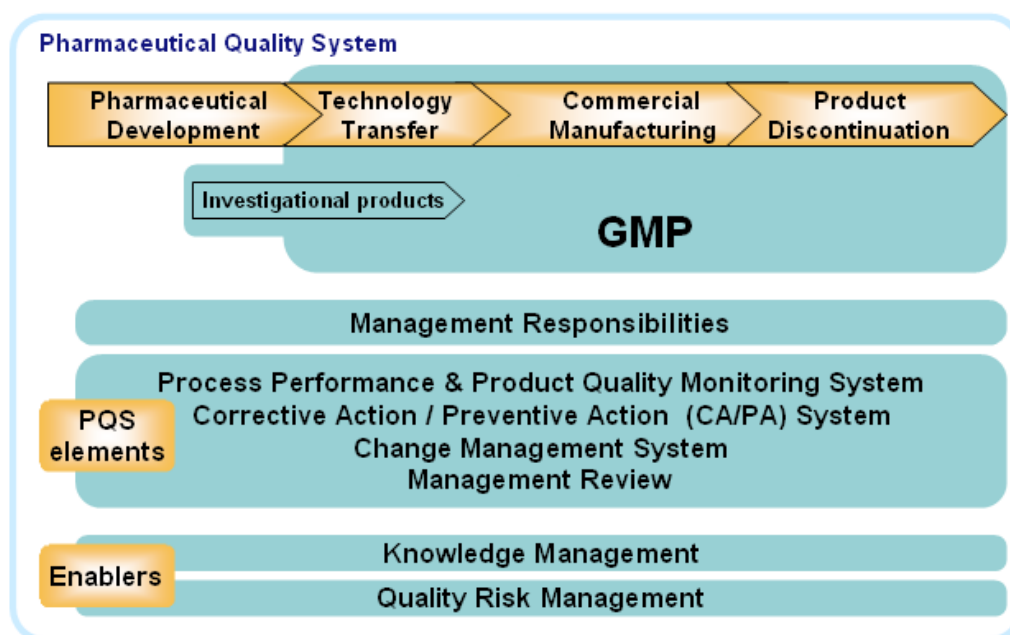 Pharmaceutical Quality System
Pharmaceutical
Development
Technology
Transfer
Commercial
Manufacturing
Product
Discontinuation
Investigational products
GMP
Management Responsibilities
PQS
elements
Process Performance & Product Quality Monitoring System
Corrective Action / Preventive Action (CA/PA) System
Change Management System
Management Review
Enablers
Knowledge Management
Quality Risk Management